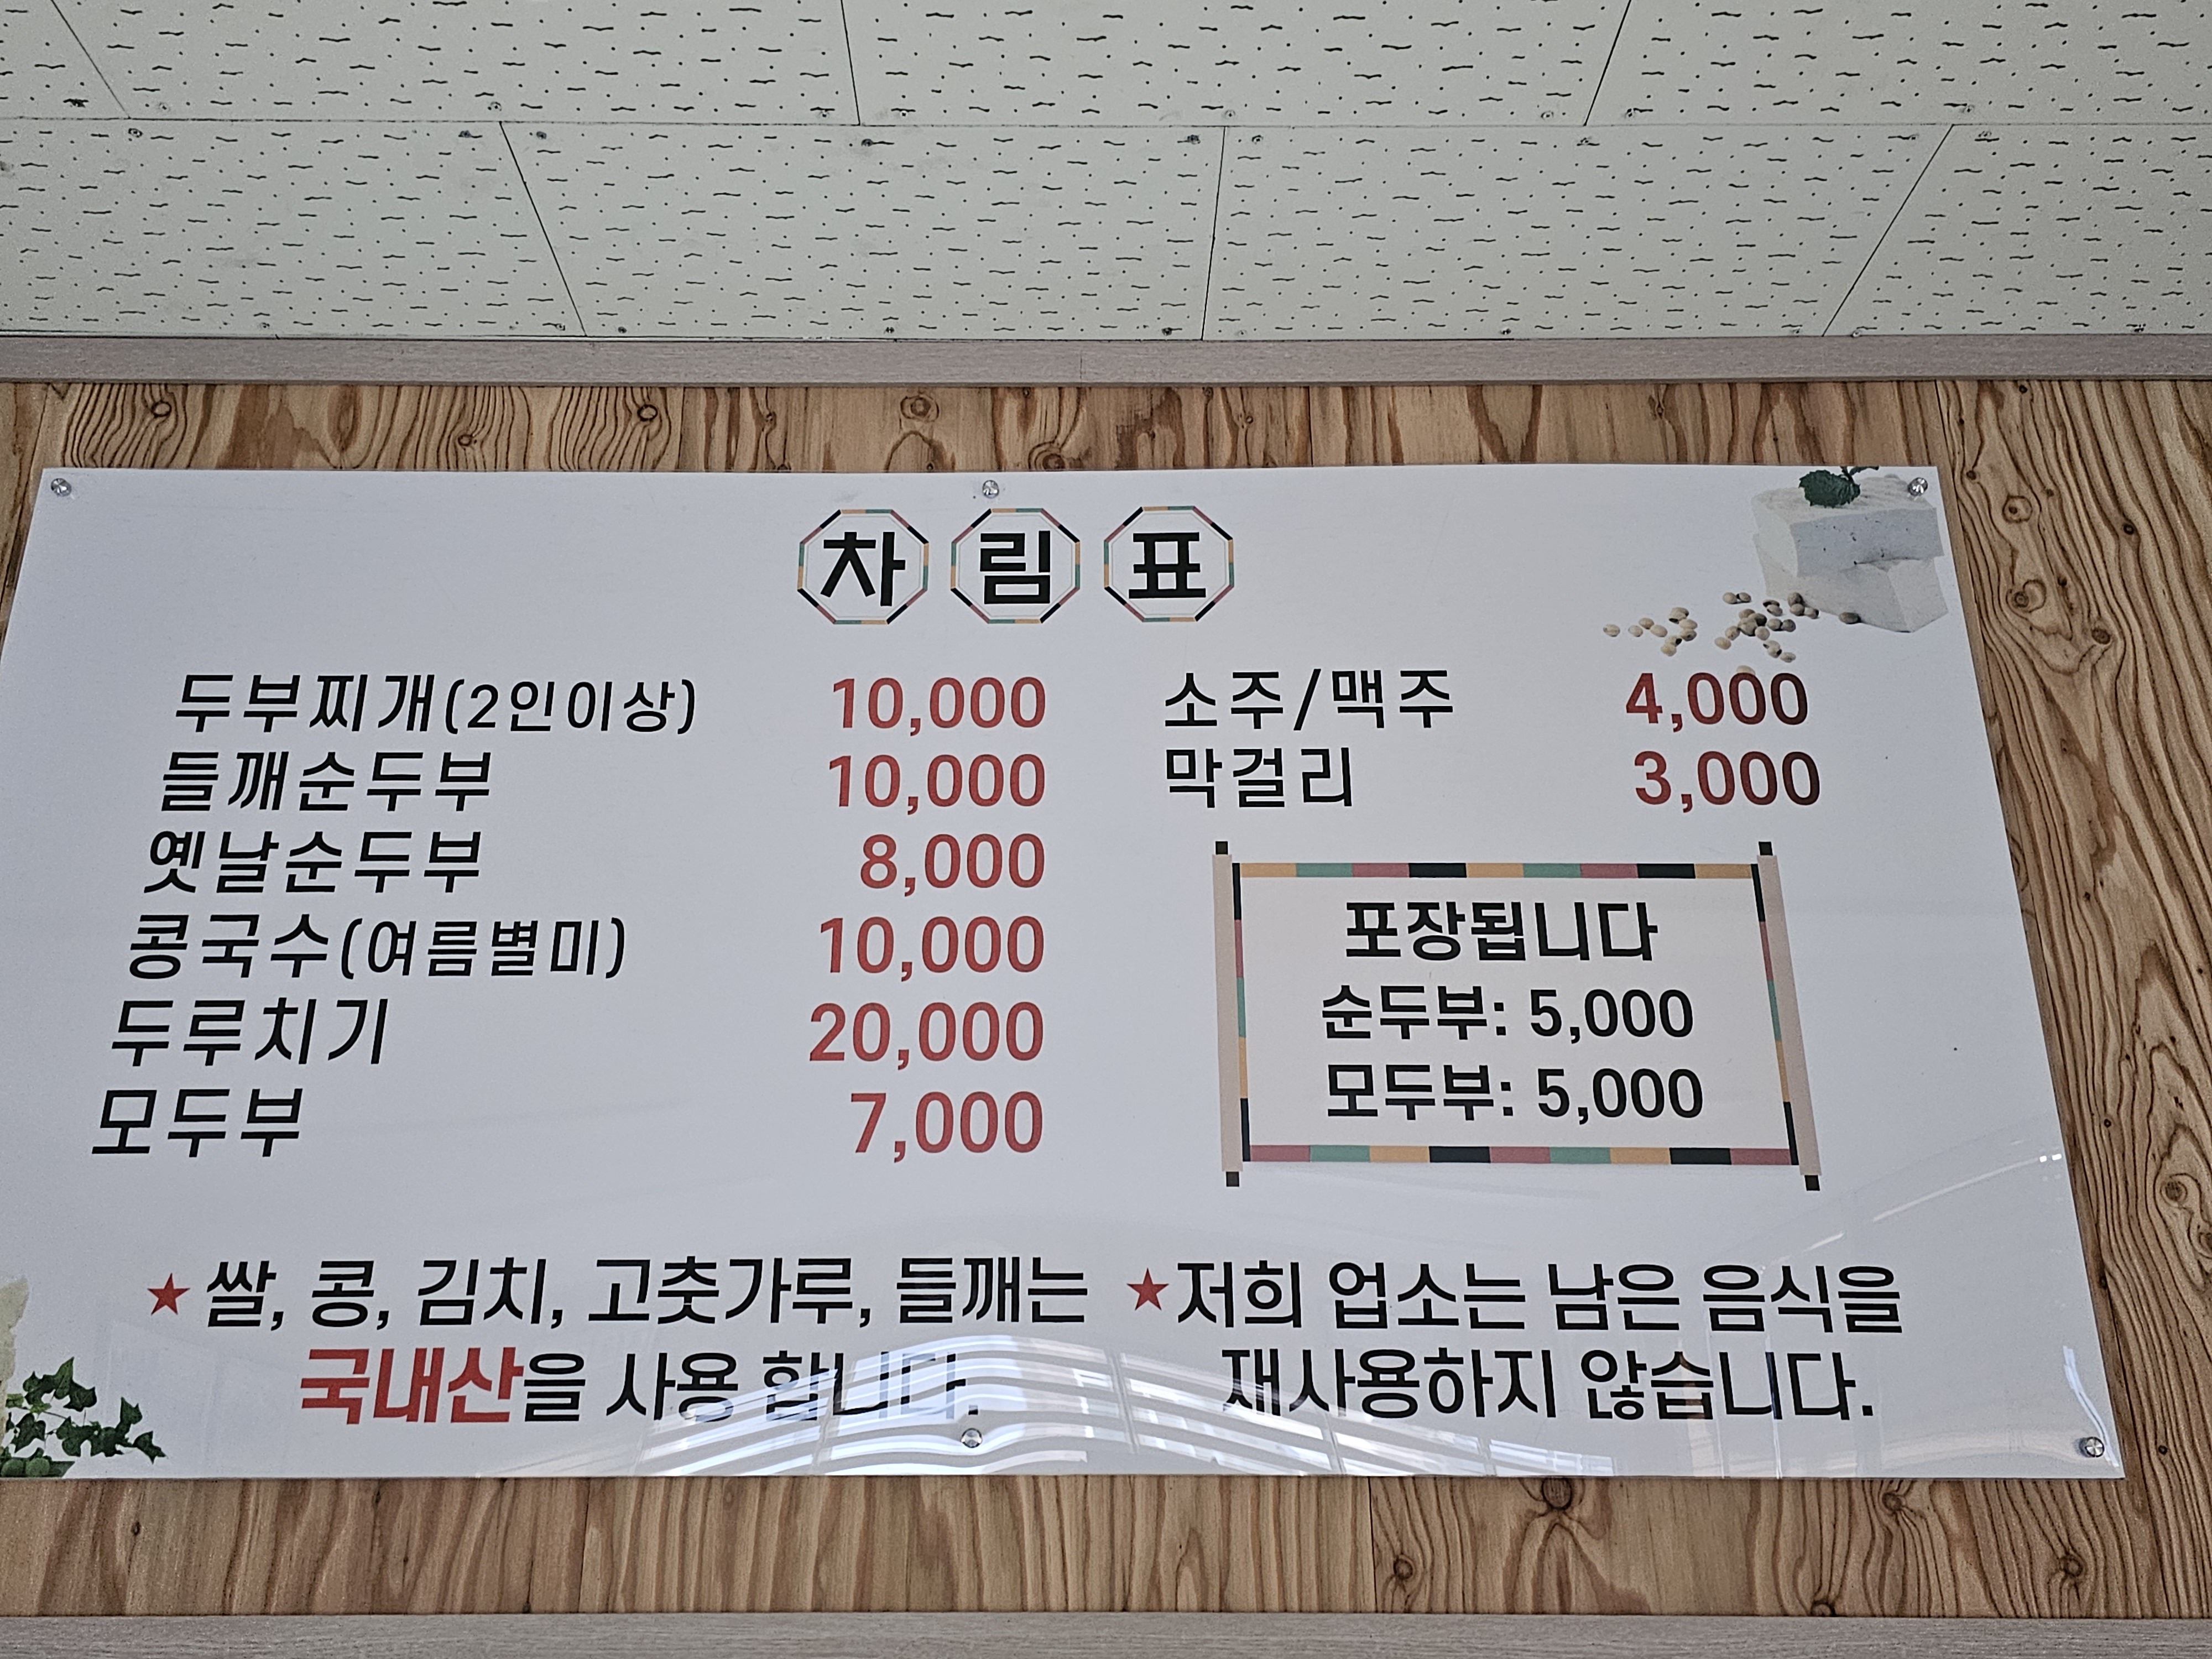 차림표
두부찌개(2인이상) 10,000
들깨순두부 10,000
옛날순두부 8,000
콩국수(여름별미) 10,000
두루치기 20,000
모두부 7,000
소주/맥주 4,000
막걸리 3,000
포장됩니다
순두부: 5,000
모두부: 5,000
★쌀, 콩, 김치, 고춧가루, 들깨는
국내산을 사용 합니다.
★저희 업소는 남은 음식을
재사용하지 않습니다.